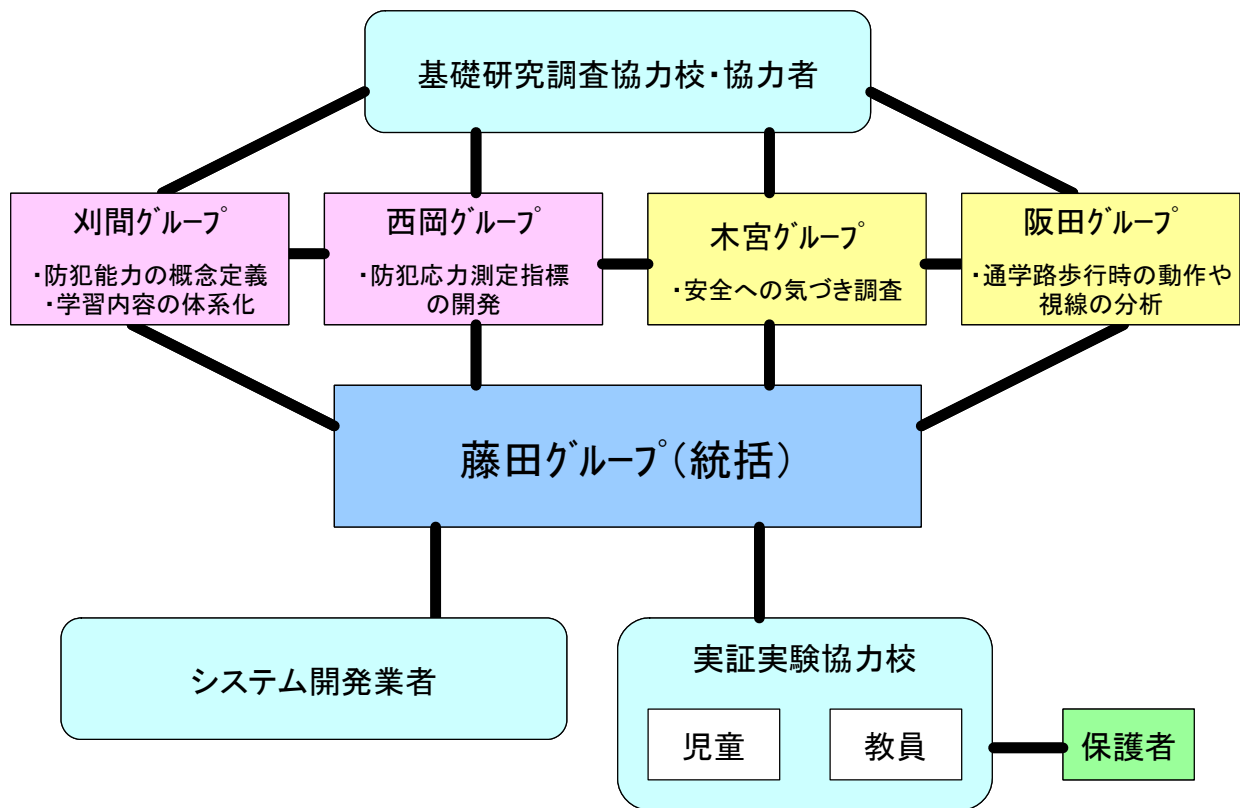 基礎研究調査協力校・協力者
刈間ｸﾞﾙｰﾌﾟ
・防犯能力の概念定義
・学習内容の体系化
西岡ｸﾞﾙｰﾌﾟ
・防犯応力測定指標
の開発
木宮ｸﾞﾙｰﾌﾟ
・安全への気づき調査
阪田ｸﾞﾙｰﾌﾟ
・通学路歩行時の動作や
視線の分析
藤田ｸﾞﾙｰﾌﾟ（統括）
システム開発業者
実証実験協力校
児童
教員
保護者